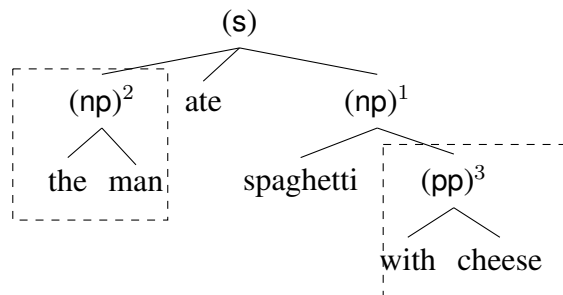 (s)
(np)² ate (np)¹
the man spaghetti (pp)³
with cheese